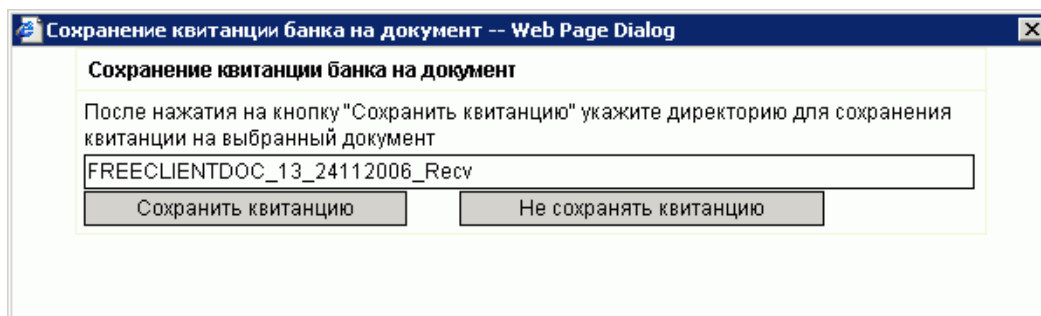 Сохранение квитанции банка на документ -- Web Page Dialog
Сохранение квитанции банка на документ
После нажатия на кнопку "Сохранить квитанцию" укажите директорию для сохранения
квитанции на выбранный документ
FREECLIENTDOC_13_24112006_Recv
Сохранить квитанцию Не сохранять квитанцию